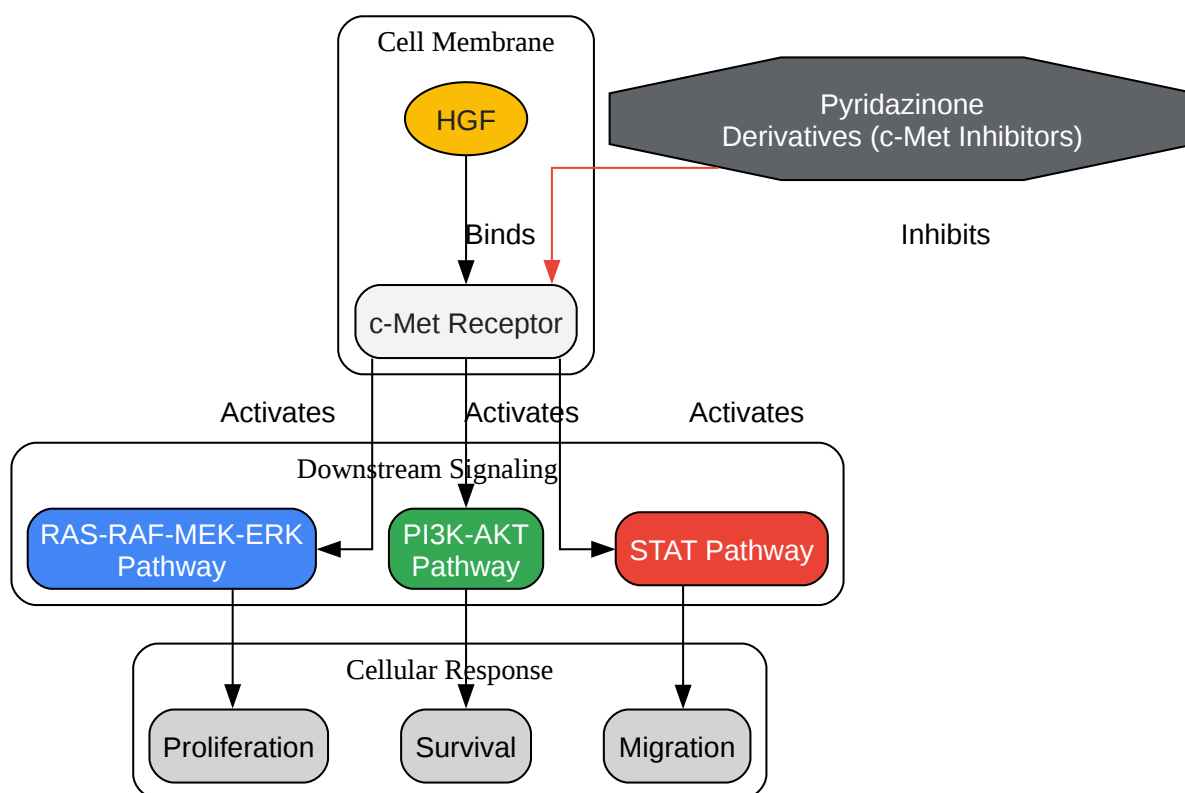 Cell Membrane
HGF
Pyridazinone
Derivatives (c-Met Inhibitors)
Binds
Inhibits
c-Met Receptor
Activates
Activates
Activates
Downstream Signaling
RAS-RAF-MEK-ERK
Pathway
PI3K-AKT
Pathway
STAT Pathway
Cellular Response
Proliferation
Survival
Migration